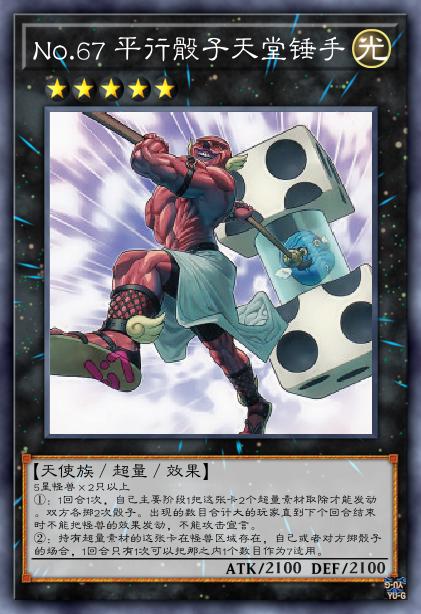 No.67 平行骰子天堂锤手 光
【天使族 / 超量 / 效果】
5星怪兽×2只以上
①：1回合1次，自己主要阶段1把这张卡2个超量素材取除才能发动
。双方各掷2次骰子。出现的数目合计大的玩家直到下个回合结束
时不能把怪兽的效果发动，不能攻击宣言。
②：持有超量素材的这张卡在怪兽区域存在，自己或者对方掷骰子
的场合，1回合只有1次可以把那之内1个数目作为7适用。
ATK/2100 DEF/2100